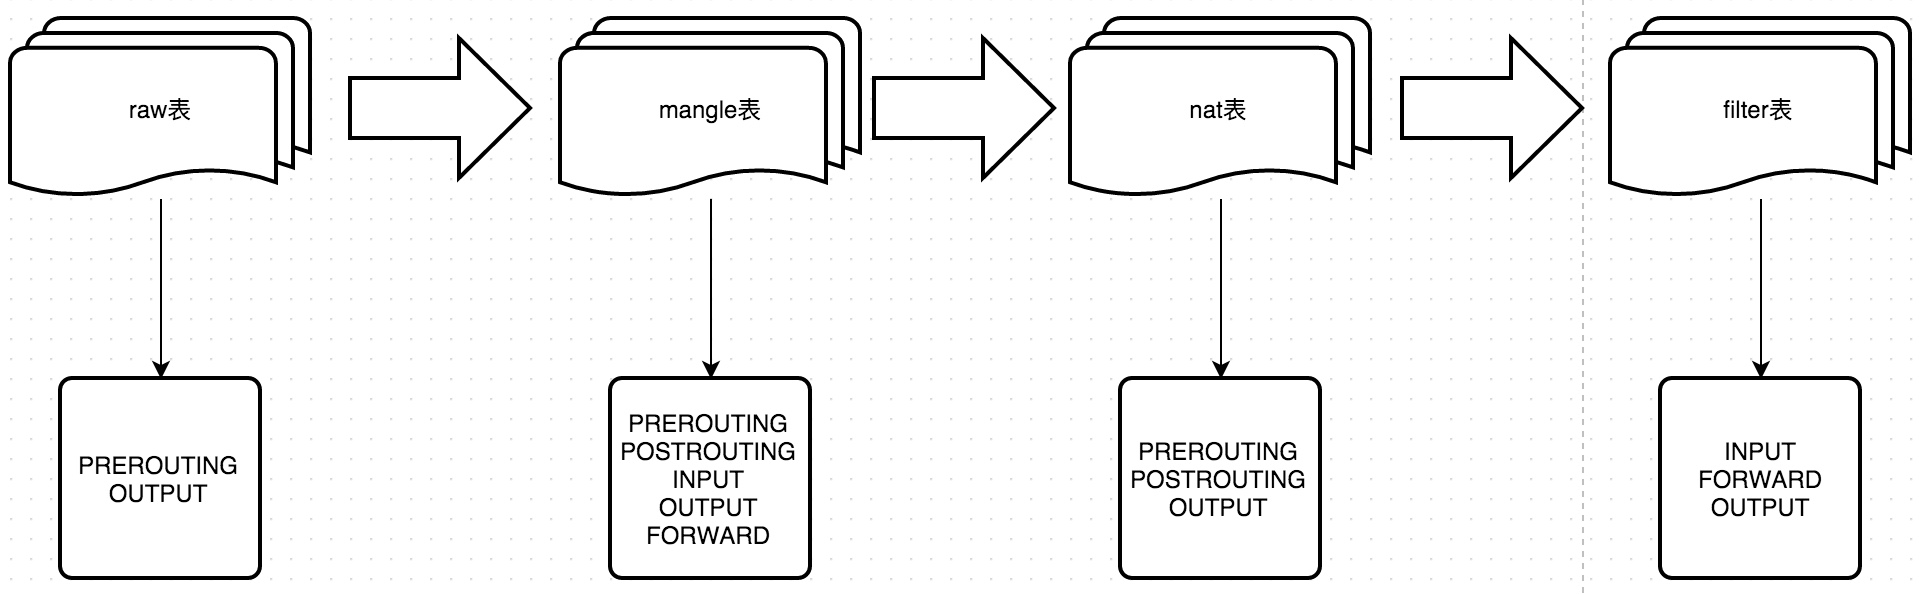 raw表
mangle表
nat表
filter表
PREROUTING
OUTPUT
PREROUTING
POSTROUTING
INPUT
OUTPUT
FORWARD
PREROUTING
POSTROUTING
OUTPUT
INPUT
FORWARD
OUTPUT